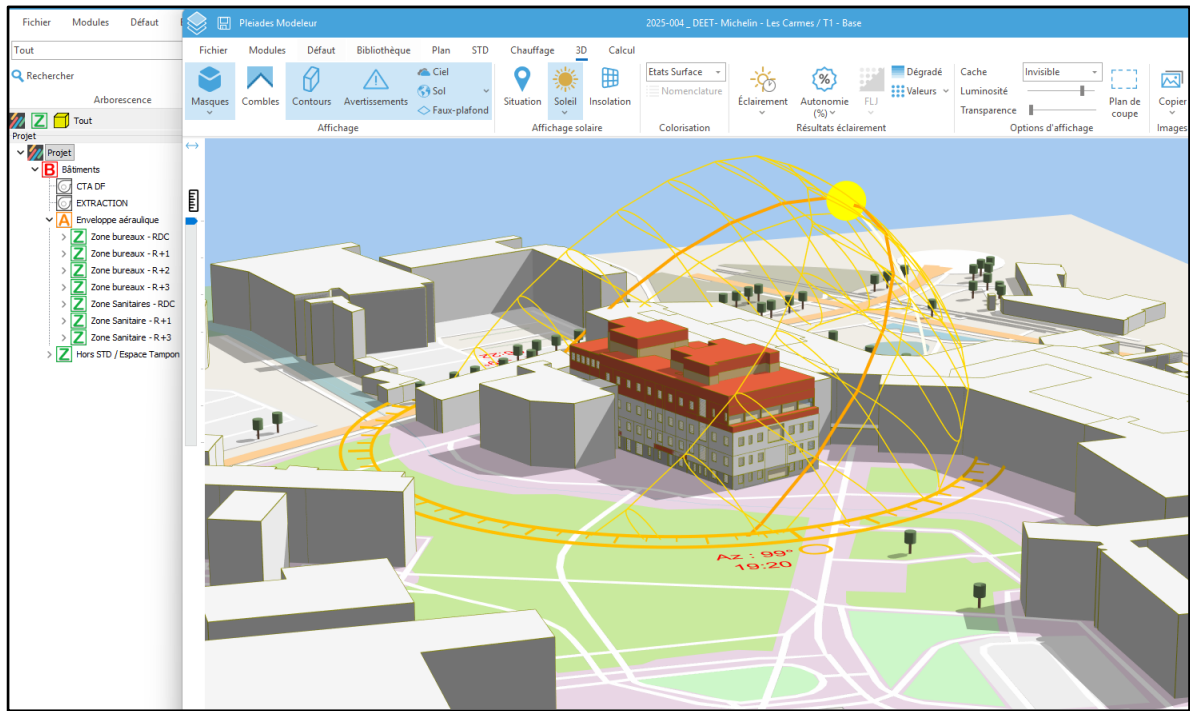 Fichier Modules Défaut
Pleiades Modeleur
2025-004 _ DEET- Michelin - Les Carmes / T1 - Base
Tout
Rechercher
Arborescence
Z Tout
Projet
Projet
B Bâtiments
CTA DF
EXTRACTION
A Enveloppe aéraulique
Z Zone bureaux - RDC
Z Zone bureaux - R+1
Z Zone bureaux - R+2
Z Zone bureaux - R+3
Z Zone Sanitaires - RDC
Z Zone Sanitaire - R+1
Z Zone Sanitaire - R+3
Z Hors STD / Espace Tampon
Fichier Modules Défaut Bibliothèque Plan STD Chauffage 3D Calcul
Masques
Combles
Contours
Avertissements
Ciel
Sol
Faux-plafond
Affichage
Situation
Soleil
Insolation
Affichage solaire
Etats Surface
Nomenclature
Colorisation
Éclairement
%
Autonomie
(%)
FLJ
Dégradé
Valeurs
Résultats éclairement
Cache Invisible
Luminosité
Transparence
Plan de
coupe
Options d'affichage
Copier
Images
Az : 99°
19:20